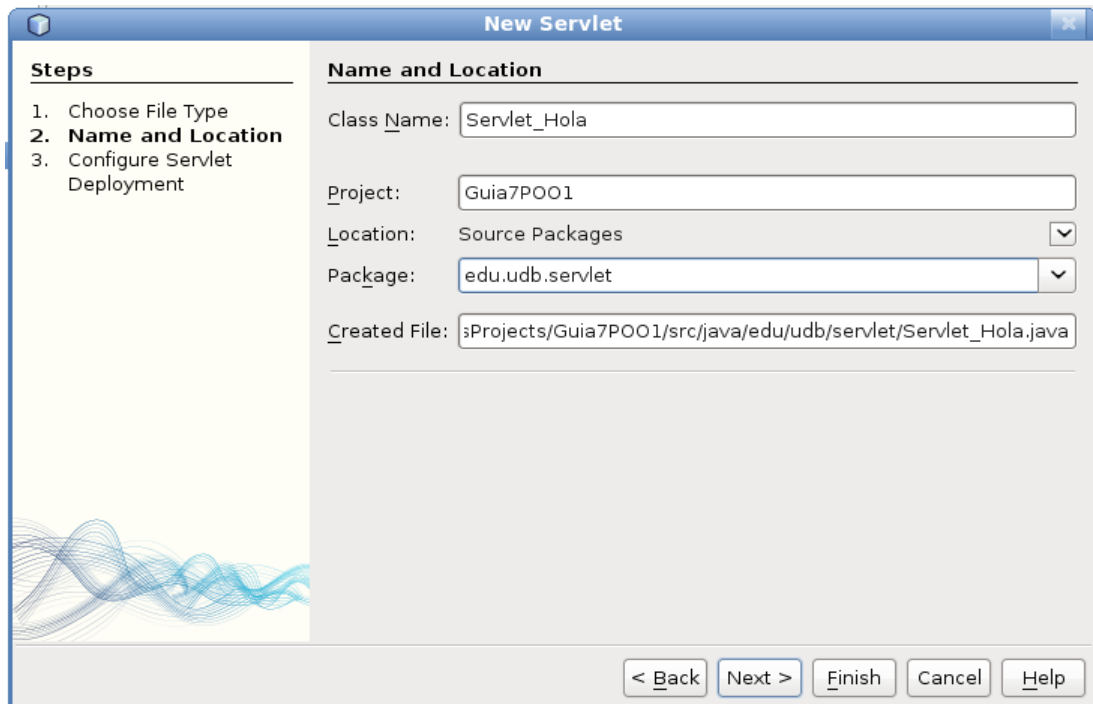 New Servlet
Steps
1. Choose File Type
2. Name and Location
3. Configure Servlet
Deployment
Name and Location
Class Name: Servlet_Hola
Project: Guia7POO1
Location: Source Packages
Package: edu.udb.servlet
Created File: sProjects/Guia7POO1/src/java/edu/udb/servlet/Servlet_Hola.java
< Back Next > Finish Cancel Help